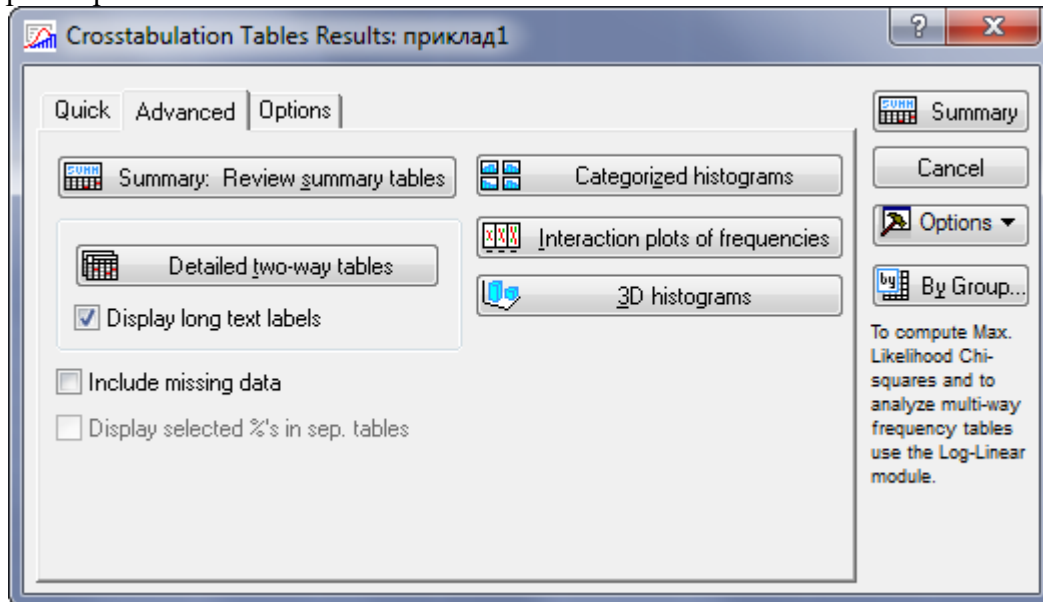 Crosstabulation Tables Results: приклад1
Quick Advanced Options
Summary: Review summary tables
Detailed two-way tables
Display long text labels
Include missing data
Display selected %'s in sep. tables
Categorized histograms
Interaction plots of frequencies
3D histograms
Summary
Cancel
Options
By Group...
To compute Max.
Likelihood Chi-
squares and to
analyze multi-way
frequency tables
use the Log-Linear
module.